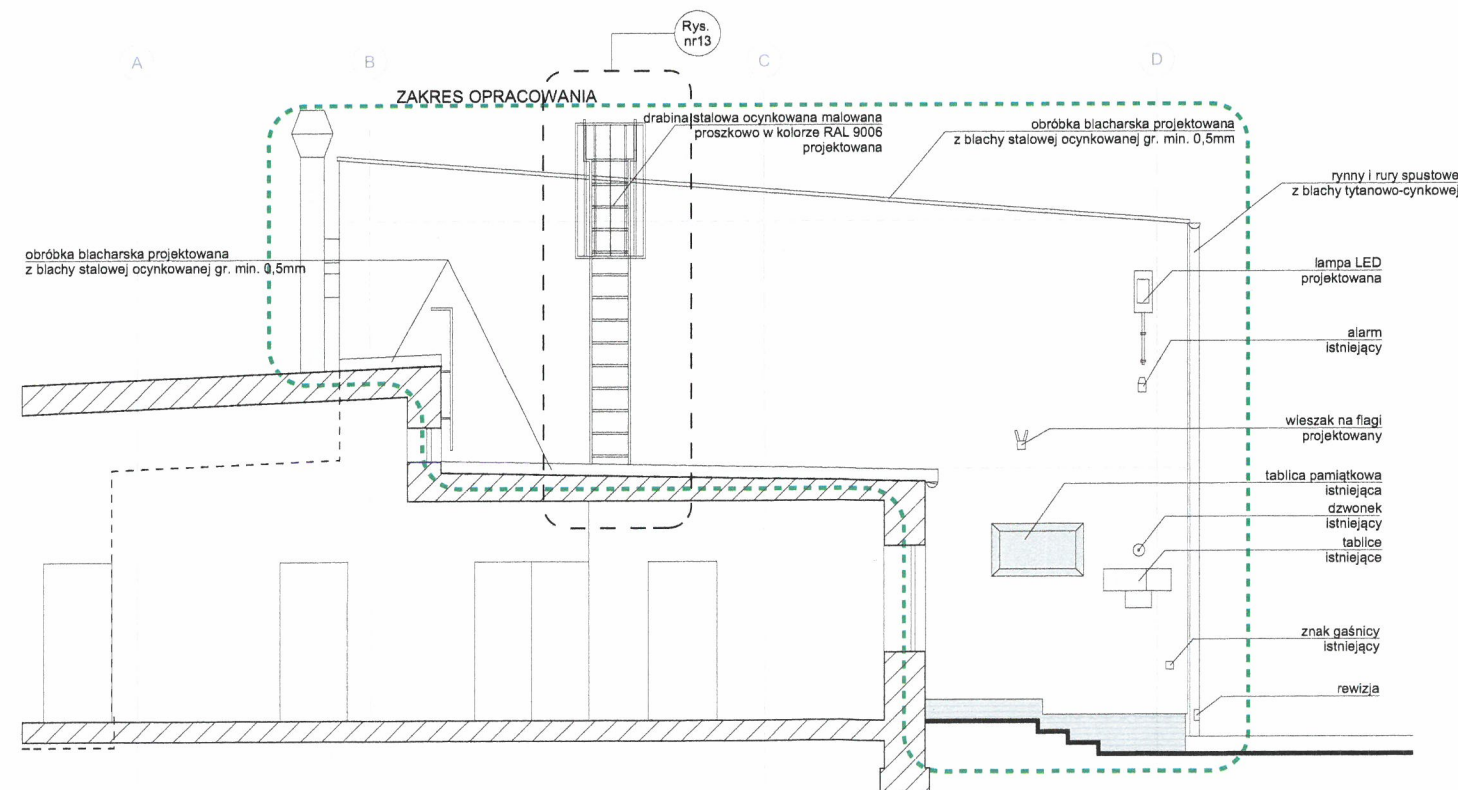 Rys.
nr13
A
B
C
D
ZAKRES OPRACOWANIA
drabina stalowa ocynkowana malowana
proszkowo w kolorze RAL 9006
projektowana
obróbka blacharska projektowana
z blachy stalowej ocynkowanej gr. min. 0,5mm
rynny i rury spustowe
z blachy tytanowo-cynkowej
obróbka blacharska projektowana
z blachy stalowej ocynkowanej gr. min. 0,5mm
lampa LED
projektowana
alarm
istniejący
wieszak na flagi
projektowany
tablica pamiątkowa
istniejąca
dzwonek
istniejący
tablice
istniejące
znak gaśnicy
istniejący
rewizja